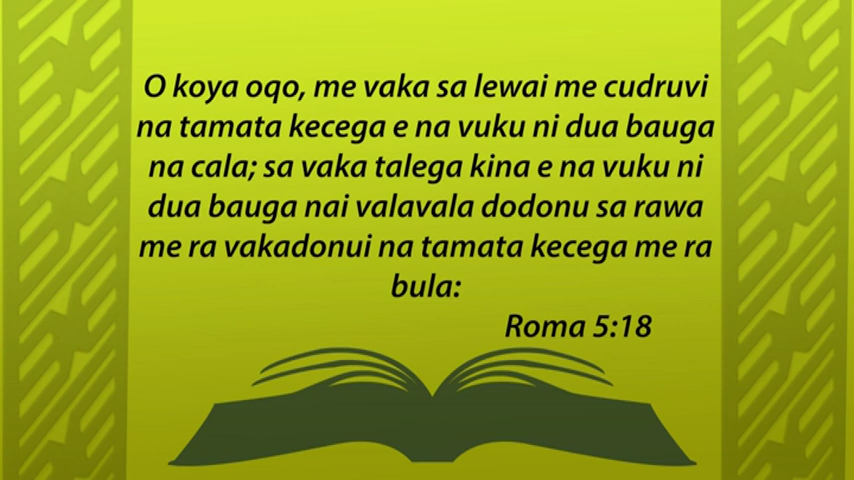 O koya oqo, me vaka sa lewai me cudruvi
na tamata kecega e na vuku ni dua bauga
na cala; sa vaka talega kina e na vuku ni
dua bauga nai valavala dodonu sa rawa
me ra vakadonui na tamata kecega me ra
bula:
Roma 5:18